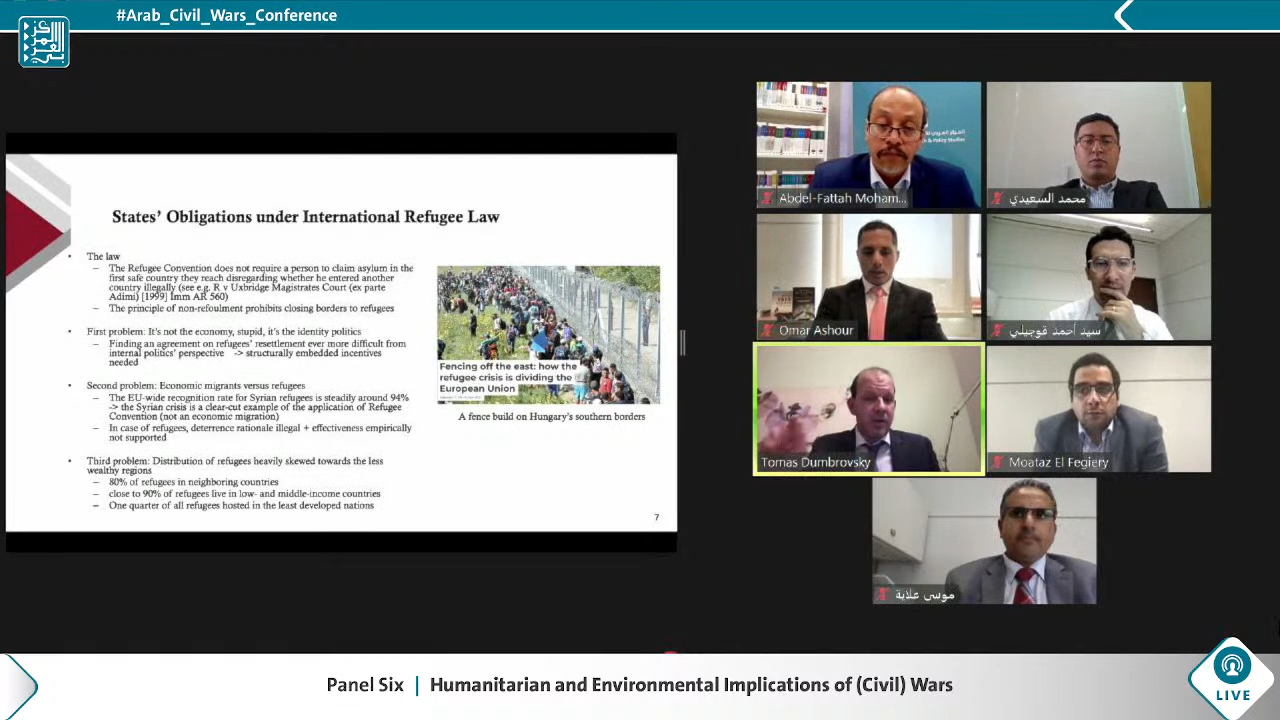 #Arab_Civil_Wars_Conference
States’ Obligations under International Refugee Law
• The law
– The Refugee Convention does not require a person to claim asylum in the
first safe country they reach disregarding whether he entered another
country illegally (see e.g. R v Uxbridge Magistrates Court (ex parte
Adimi) [1999] Imm AR 560)
– The principle of non-refoulment prohibits closing borders to refugees
• First problem: It's not the economy, stupid, it's the identity politics
– Finding an agreement on refugees' resettlement ever more difficult from
internal politics' perspective -> structurally embedded incentives
needed
• Second problem: Economic migrants versus refugees
– The EU-wide recognition rate for Syrian refugees is steadily around 94%
-> the Syrian crisis is a clear-cut example of the application of Refugee
Convention (not an economic migration)
– In case of refugees, deterrence rationale illegal + effectiveness empirically
not supported
• Third problem: Distribution of refugees heavily skewed towards the less
wealthy regions
– 80% of refugees in neighboring countries
– close to 90% of refugees live in low- and middle-income countries
– One quarter of all refugees hosted in the least developed nations
Fencing off the east: how the
refugee crisis is dividing the
European Union
A fence build on Hungary's southern borders
7
Abdel-Fattah Moham...
محمد السعيدي
Omar Ashour
سيد أحمد قوجيلي
Tomas Dumbrovsky
Moataz El Fegiery
موسى علاية
Panel Six | Humanitarian and Environmental Implications of (Civil) Wars
LIVE